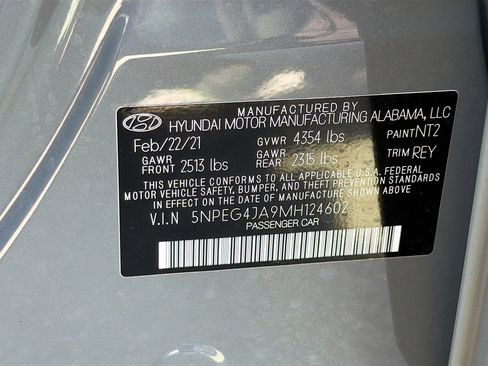 MANUFACTURED BY
HYUNDAI MOTOR MANUFACTURING ALABAMA, LLC
Feb/22/21 GVWR 4354 lbs PAINT NT2
GAWR FRONT 2513 lbs GAWR REAR 2315 lbs TRIM REY
THIS VEHICLE CONFORMS TO ALL APPLICABLE U.S.A. FEDERAL
MOTOR VEHICLE SAFETY, BUMPER, AND THEFT PREVENTION STANDARDS
IN EFFECT ON THE DATE OF MANUFACTURE SHOWN ABOVE.
V.I.N 5NPEG4JA9MH124602
PASSENGER CAR